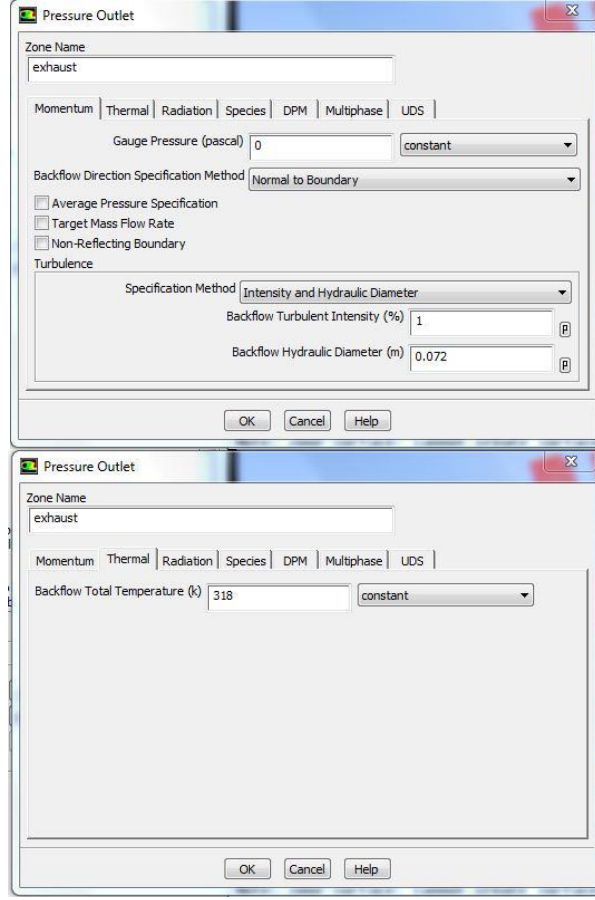 Pressure Outlet
Zone Name
exhaust
Momentum Thermal Radiation Species DPM Multiphase UDS
Gauge Pressure (pascal) 0 constant
Backflow Direction Specification Method Normal to Boundary
Average Pressure Specification
Target Mass Flow Rate
Non-Reflecting Boundary
Turbulence
Specification Method Intensity and Hydraulic Diameter
Backflow Turbulent Intensity (%) 1 P
Backflow Hydraulic Diameter (m) 0.072 P
OK Cancel Help
Pressure Outlet
Zone Name
exhaust
Momentum Thermal Radiation Species DPM Multiphase UDS
Backflow Total Temperature (k) 318 constant
OK Cancel Help